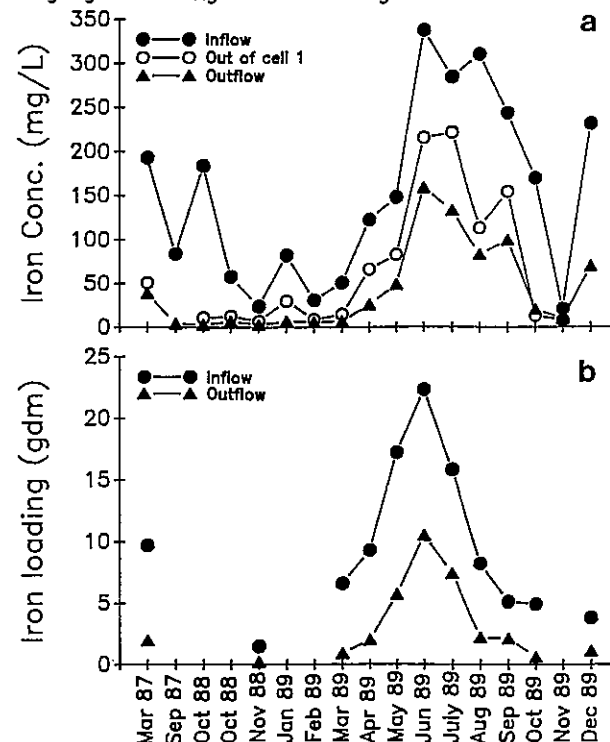 350
300
250
200
150
100
50
0
Iron Conc. (mg/L)
Inflow
Out of cell 1
Outflow
a
25
20
15
10
5
0
Iron loading (gdm)
Inflow
Outflow
b
Mar 87
Sep 87
Oct 88
Oct 88
Nov 88
Jan 89
Feb 89
Mar 89
Apr 89
May 89
Jun 89
July 89
Aug 89
Sep 89
Oct 89
Nov 89
Dec 89